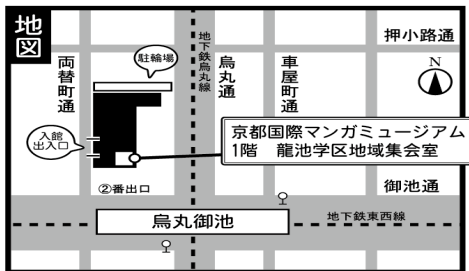 地図
両替町通
駐輪場
地下鉄烏丸線
烏丸通
車屋町通
押小路通
N
入館
出入口
京都国際マンガミュージアム
1階 龍池学区地域集会室
②番出口
御池通
烏丸御池
地下鉄東西線